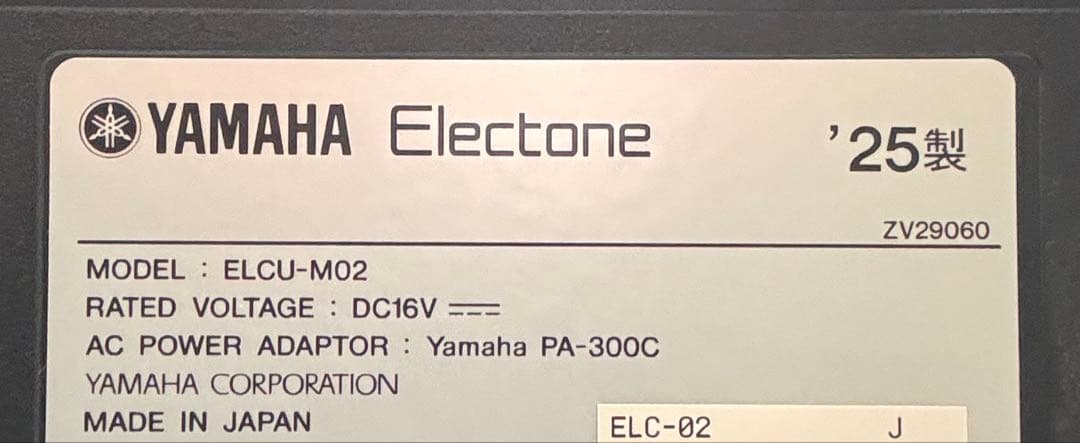 YAMAHA Electone '25製
ZV29060
MODEL : ELCU-M02
RATED VOLTAGE : DC16V
AC POWER ADAPTOR : Yamaha PA-300C
YAMAHA CORPORATION
MADE IN JAPAN
ELC-02 J